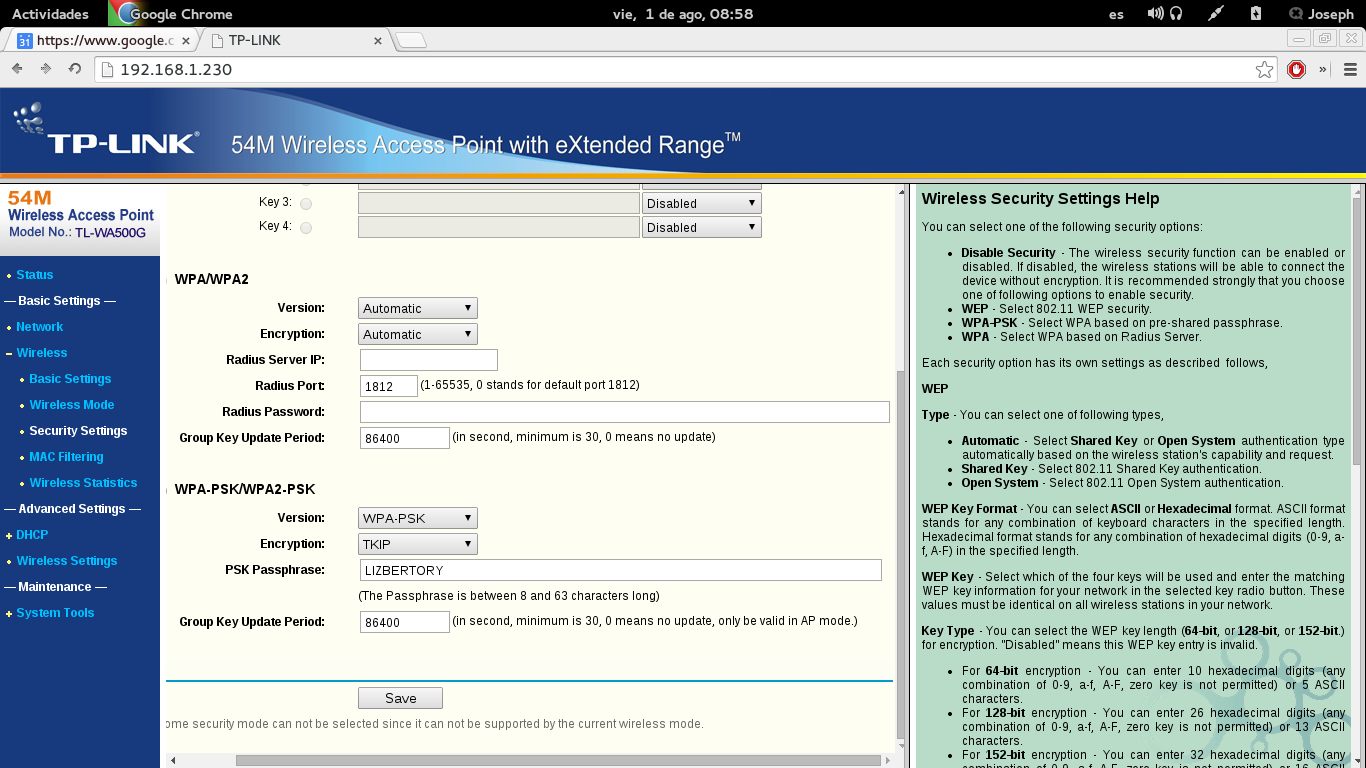 Actividades
Google Chrome
vie, 1 de ago, 08:58
es
Joseph
31 https://www.google.c
TP-LINK
192.168.1.230
TP-LINK®
54M Wireless Access Point with eXtended Range™
54M
Wireless Access Point
Model No.: TL-WA500G
Status
— Basic Settings —
Network
Wireless
Basic Settings
Wireless Mode
Security Settings
MAC Filtering
Wireless Statistics
— Advanced Settings —
DHCP
Wireless Settings
— Maintenance —
System Tools
Key 3: Disabled
Key 4: Disabled
WPA/WPA2
Version: Automatic
Encryption: Automatic
Radius Server IP:
Radius Port: 1812 (1-65535, 0 stands for default port 1812)
Radius Password:
Group Key Update Period: 86400 (in second, minimum is 30, 0 means no update)
WPA-PSK/WPA2-PSK
Version: WPA-PSK
Encryption: TKIP
PSK Passphrase: LIZBERTORY
(The Passphrase is between 8 and 63 characters long)
Group Key Update Period: 86400 (in second, minimum is 30, 0 means no update, only be valid in AP mode.)
Save
ome security mode can not be selected since it can not be supported by the current wireless mode.
Wireless Security Settings Help
You can select one of the following security options:
• Disable Security - The wireless security function can be enabled or
disabled. If disabled, the wireless stations will be able to connect the
device without encryption. It is recommended strongly that you choose
one of following options to enable security.
• WEP - Select 802.11 WEP security.
• WPA-PSK - Select WPA based on pre-shared passphrase.
• WPA - Select WPA based on Radius Server.
Each security option has its own settings as described follows,
WEP
Type - You can select one of following types,
• Automatic - Select Shared Key or Open System authentication type
automatically based on the wireless station's capability and request.
• Shared Key - Select 802.11 Shared Key authentication.
• Open System - Select 802.11 Open System authentication.
WEP Key Format - You can select ASCII or Hexadecimal format. ASCII format
stands for any combination of keyboard characters in the specified length.
Hexadecimal format stands for any combination of hexadecimal digits (0-9, a-
f, A-F) in the specified length.
WEP Key - Select which of the four keys will be used and enter the matching
WEP key information for your network in the selected key radio button. These
values must be identical on all wireless stations in your network.
Key Type - You can select the WEP key length (64-bit, or 128-bit, or 152-bit.)
for encryption. "Disabled" means this WEP key entry is invalid.
• For 64-bit encryption - You can enter 10 hexadecimal digits (any
combination of 0-9, a-f, A-F, zero key is not permitted) or 5 ASCII
characters.
• For 128-bit encryption - You can enter 26 hexadecimal digits (any
combination of 0-9, a-f, A-F, zero key is not permitted) or 13 ASCII
characters.
• For 152-bit encryption - You can enter 32 hexadecimal digits (any
combination of 0-9, a-f, A-F, zero key is not permitted) or 16 ASCII